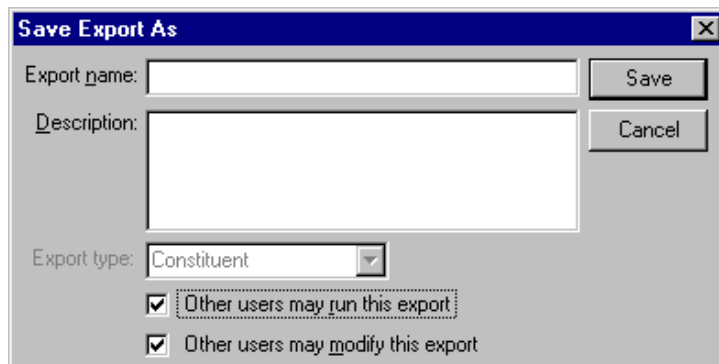 Save Export As
Export name:
Save
Description:
Cancel
Export type: Constituent
Other users may run this export
Other users may modify this export